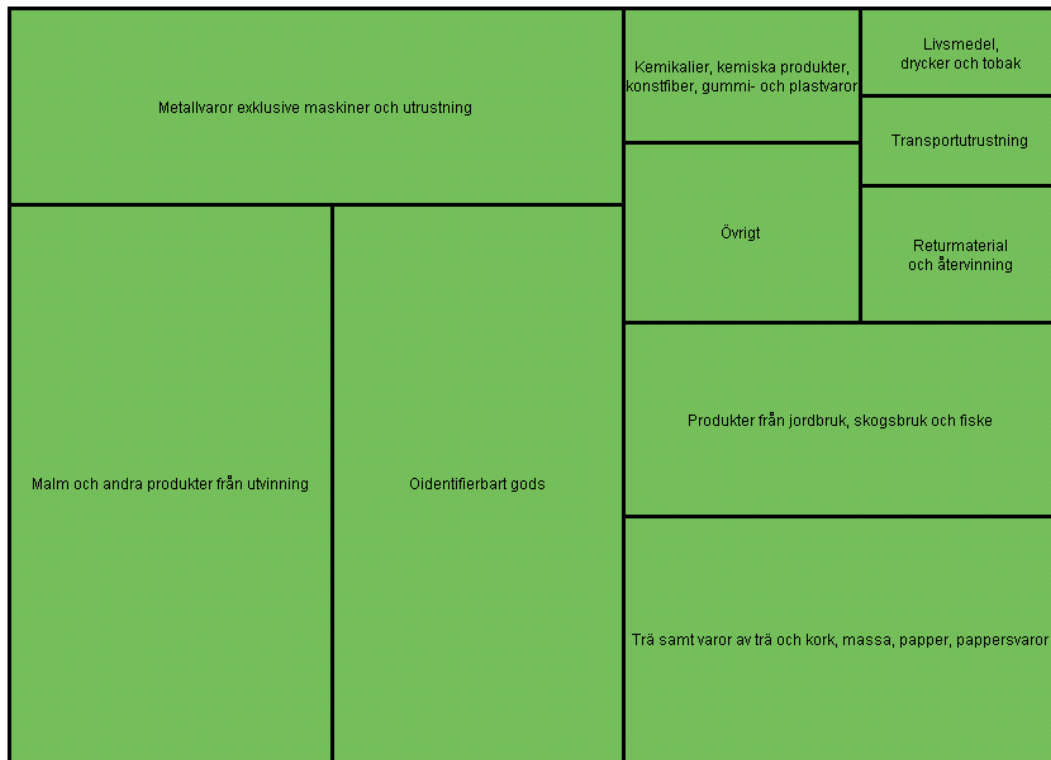 Metallvaror exklusive maskiner och utrustning
Malm och andra produkter från utvinning
Oidentifierbart gods
Kemikalier, kemiska produkter,
konstfiber, gummi- och plastvaror
Övrigt
Livsmedel,
drycker och tobak
Transportutrustning
Returmaterial
och återvinning
Produkter från jordbruk, skogsbruk och fiske
Trä samt varor av trä och kork, massa, papper, pappersvaror